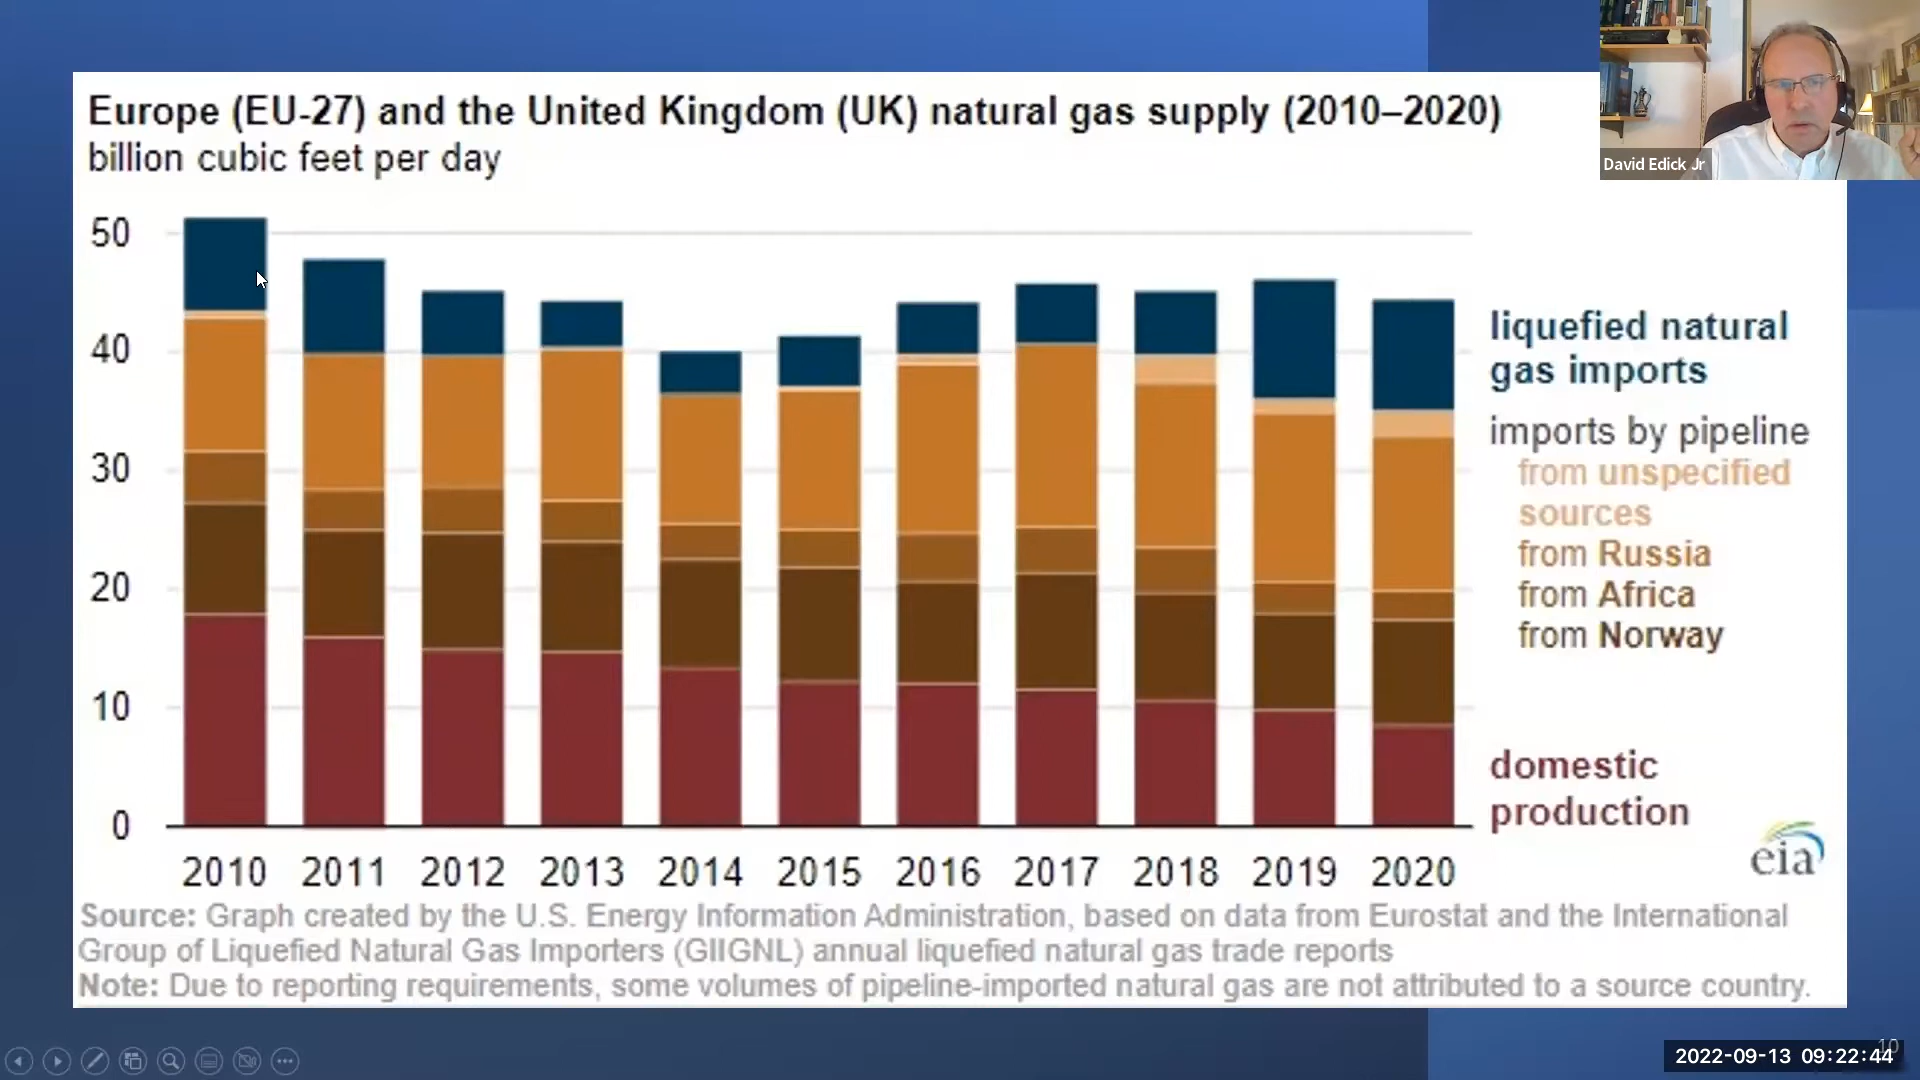 Europe (EU-27) and the United Kingdom (UK) natural gas supply (2010–2020)
billion cubic feet per day
David Edick Jr
50
40
30
20
10
0
liquefied natural
gas imports
imports by pipeline
from unspecified
sources
from Russia
from Africa
from Norway
domestic
production
eia
2010 2011 2012 2013 2014 2015 2016 2017 2018 2019 2020
Source: Graph created by the U.S. Energy Information Administration, based on data from Eurostat and the International
Group of Liquefied Natural Gas Importers (GIIGNL) annual liquefied natural gas trade reports
Note: Due to reporting requirements, some volumes of pipeline-imported natural gas are not attributed to a source country.
10
2022-09-13 09:22:44